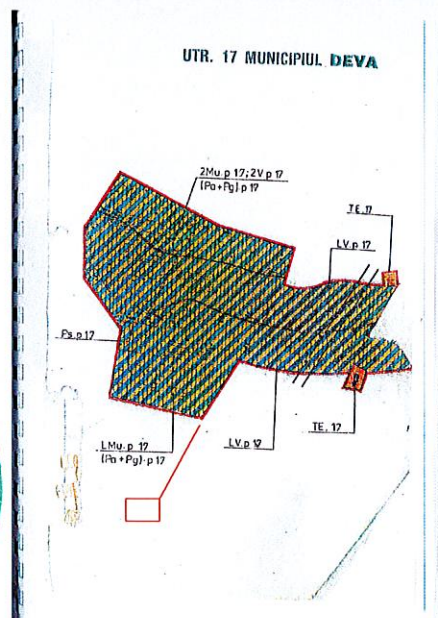 UTR. 17 MUNICIPIUL DEVA
2Mu.p 17; 2V p 17
(Pa+Pg).p 17
TE. 17
LV. p 17
Ps. p 17
LMu. p 17
(Pa+Pg). p 17
LV. p 17
TE. 17